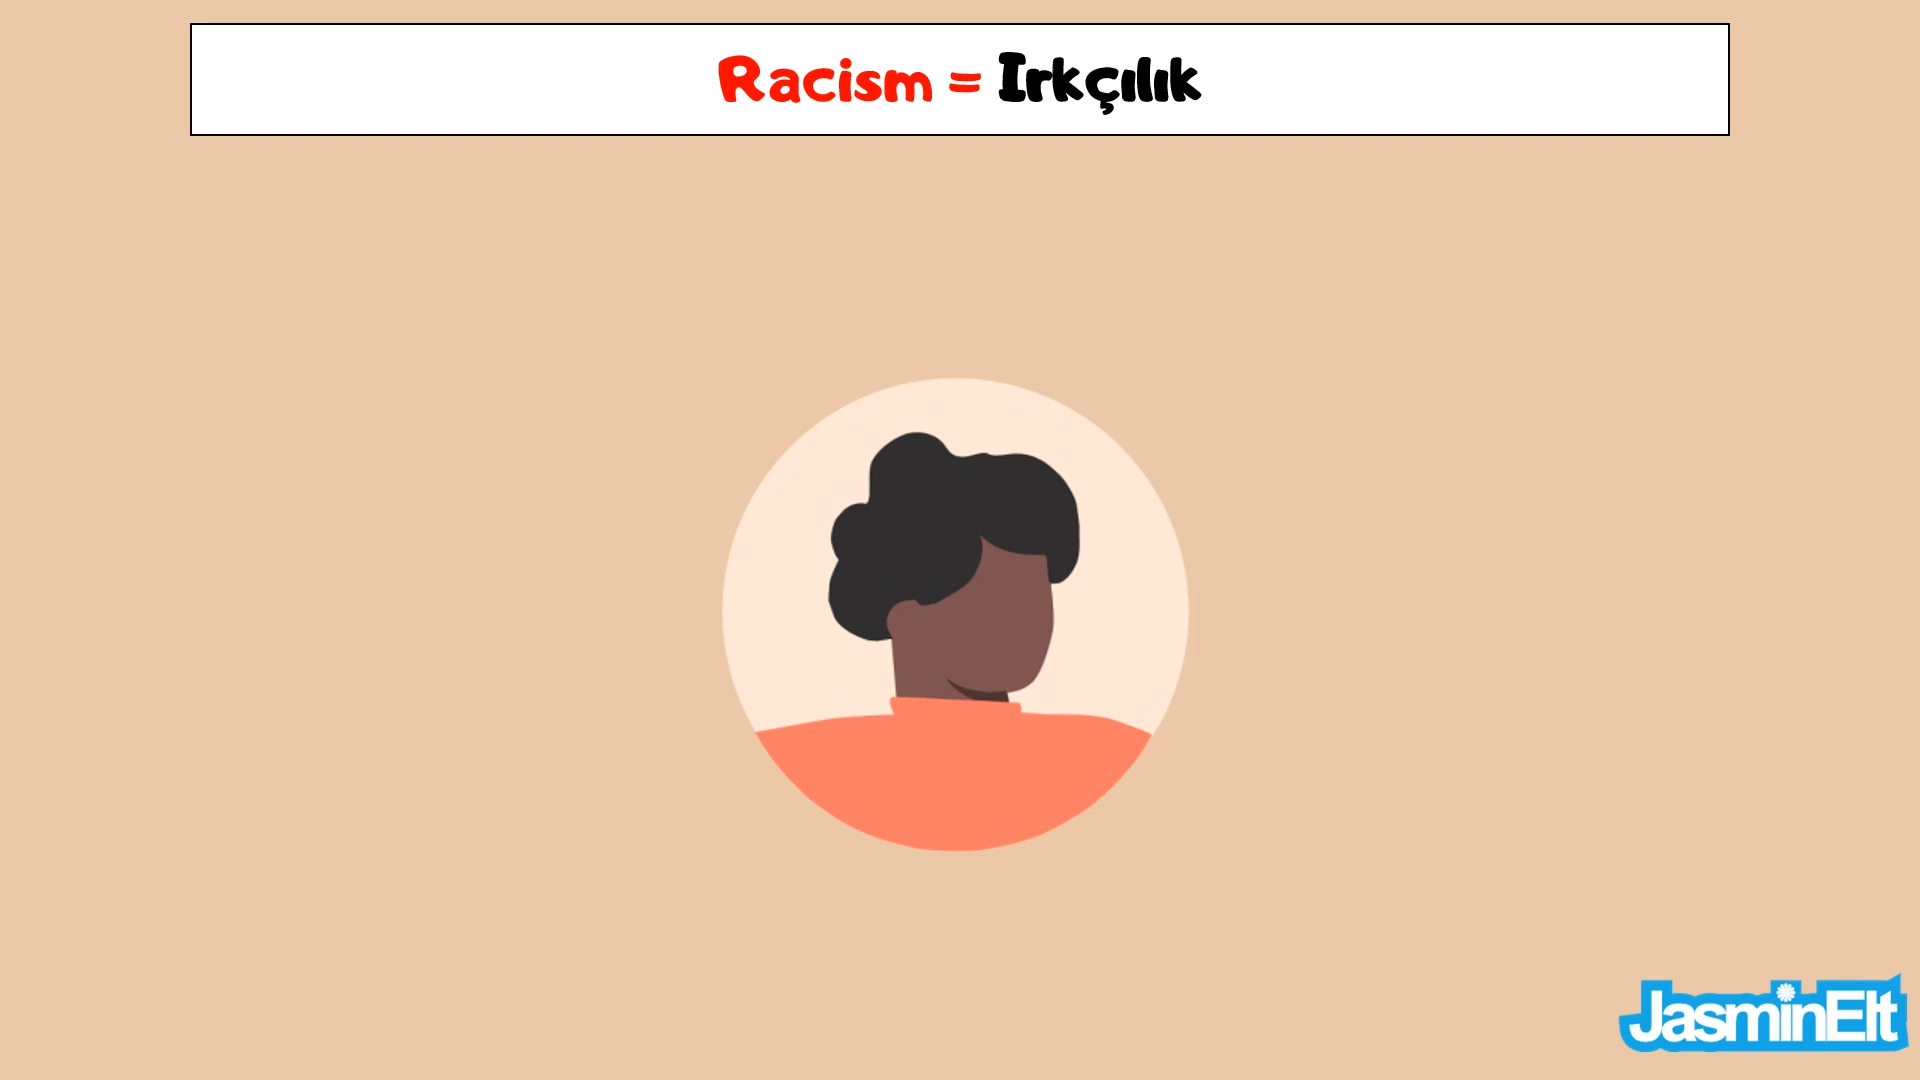 Racism = Irkçılık
JasminElt